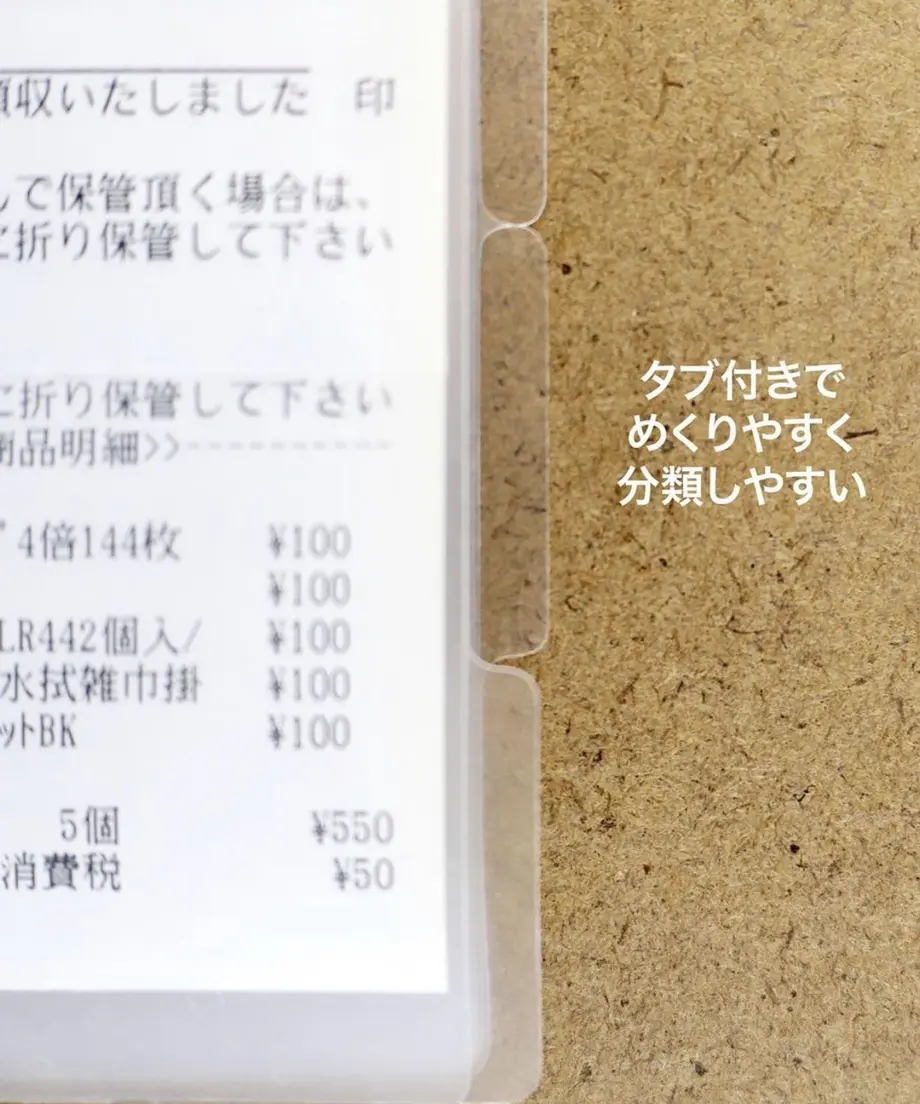 領収いたしました 印
して保管頂く場合は、
に折り保管して下さい
に折り保管して下さい
商品明細>>----------
4倍144枚 ¥100
¥100
LR442個入/ ¥100
水拭雑巾掛 ¥100
ットBK ¥100
5個 ¥550
消費税 ¥50
タブ付きで
めくりやすく
分類しやすい